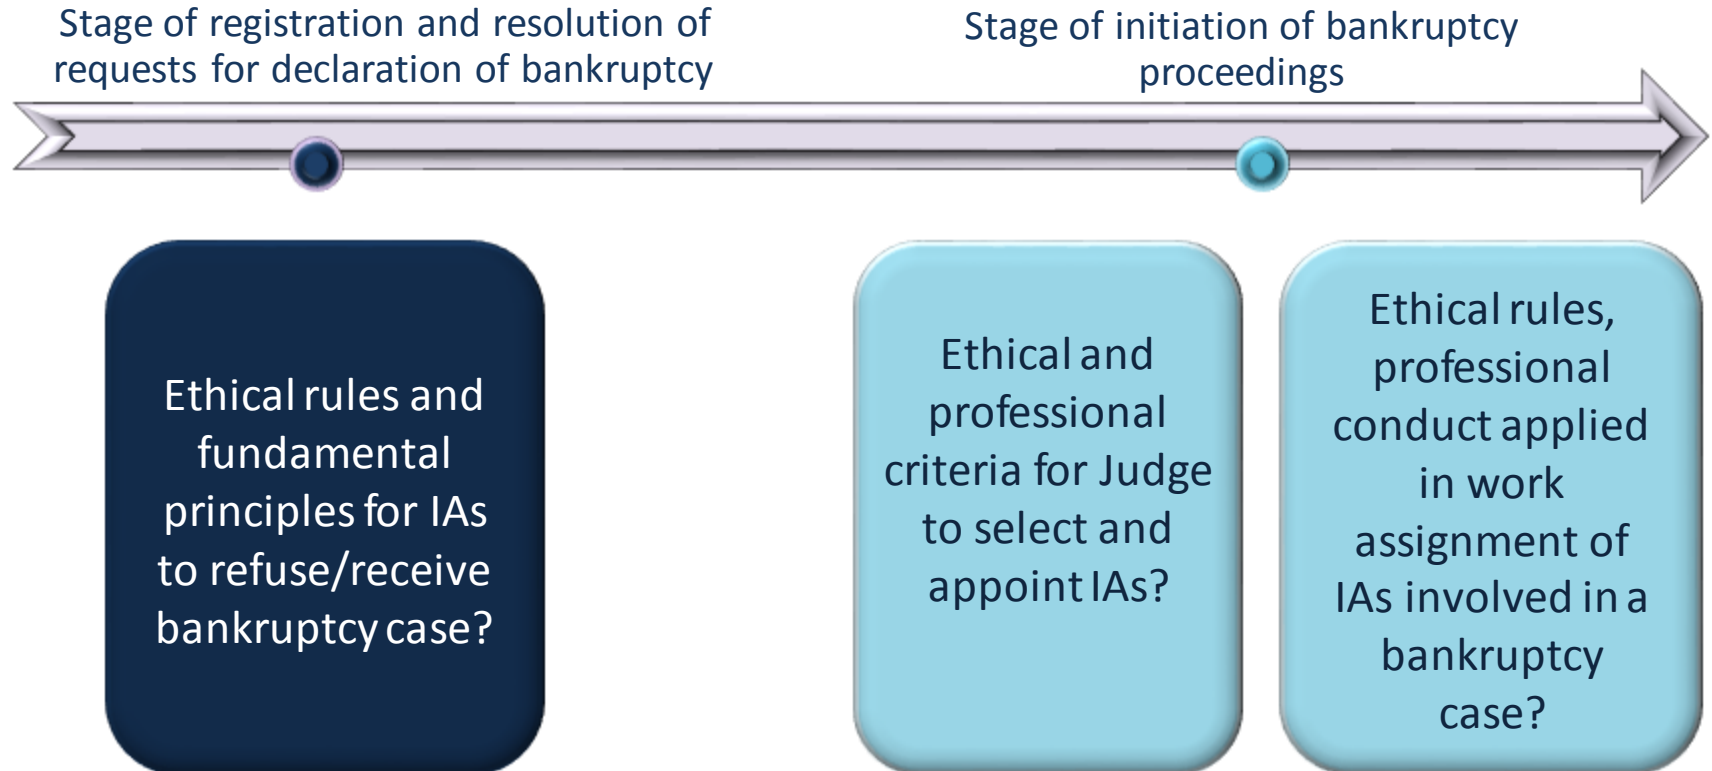 Stage of registration and resolution of
requests for declaration of bankruptcy
Stage of initiation of bankruptcy
proceedings
Ethical rules and
fundamental
principles for IAs
to refuse/receive
bankruptcy case?
Ethical and
professional
criteria for Judge
to select and
appoint IAs?
Ethical rules,
professional
conduct applied
in work
assignment of
IAs involved in a
bankruptcy
case?